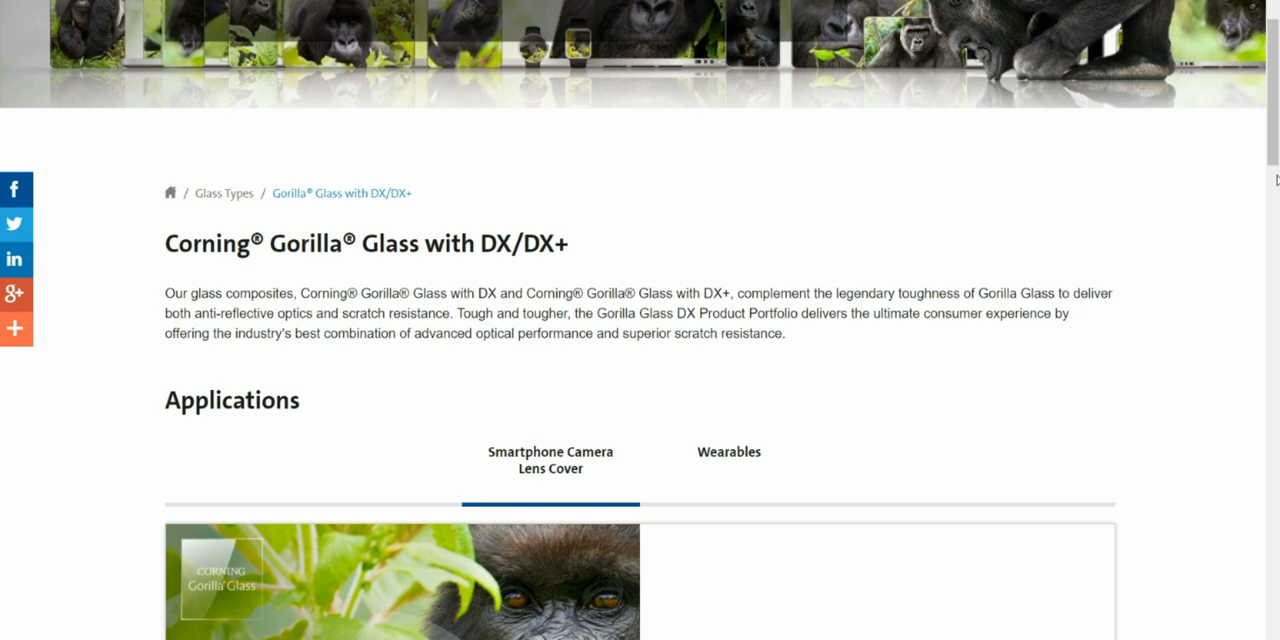 / Glass Types / Gorilla® Glass with DX/DX+
Corning® Gorilla® Glass with DX/DX+
Our glass composites, Corning® Gorilla® Glass with DX and Corning® Gorilla® Glass with DX+, complement the legendary toughness of Gorilla Glass to deliver
both anti-reflective optics and scratch resistance. Tough and tougher, the Gorilla Glass DX Product Portfolio delivers the ultimate consumer experience by
offering the industry's best combination of advanced optical performance and superior scratch resistance.
Applications
Smartphone Camera
Lens Cover
Wearables
CORNING
Gorilla® Glass